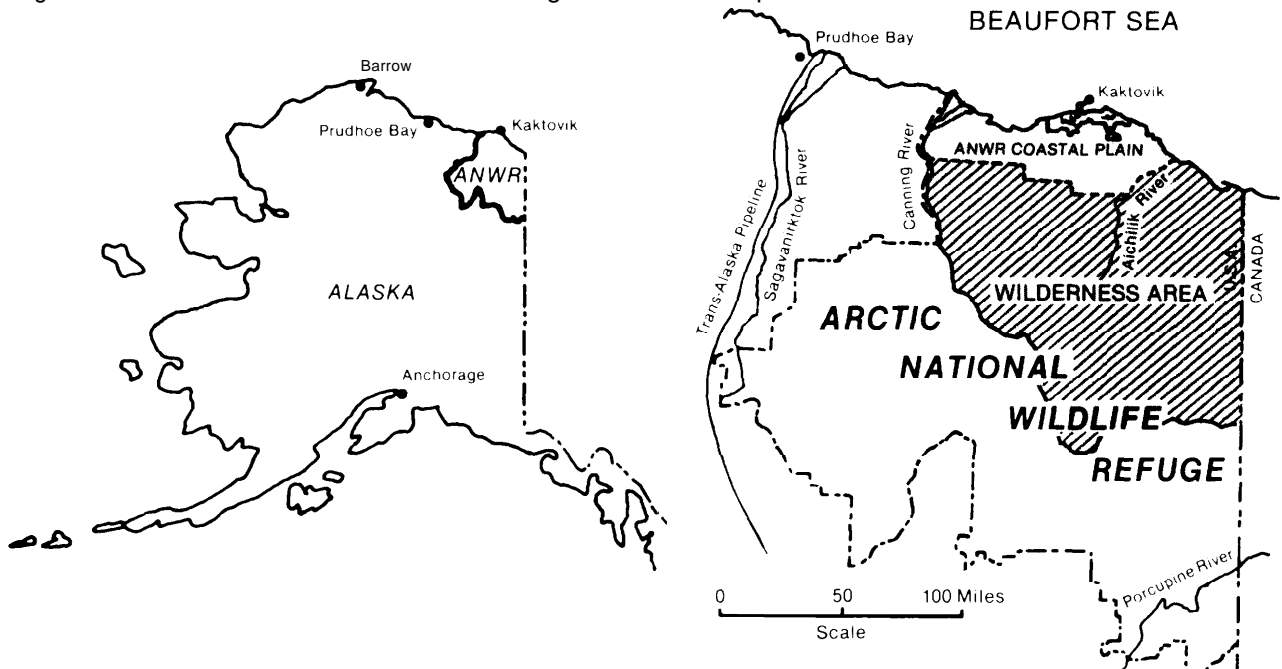 Barrow
Prudhoe Bay
Kaktovik
ANWR
ALASKA
Anchorage
BEAUFORT SEA
Prudhoe Bay
Kaktovik
ANWR COASTAL PLAIN
Canning River
Trans-Alaska Pipeline
Sagavanirktok River
Aichilik River
U.S.A.
CANADA
WILDERNESS AREA
ARCTIC
NATIONAL
WILDLIFE
REFUGE
Porcupine River
0 50 100 Miles
Scale